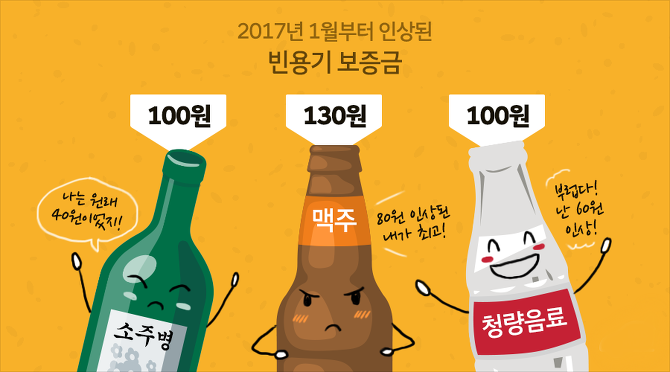 2017년 1월부터 인상된
빈용기 보증금
100원
130원
100원
나는 원래
40원이었지!
맥주
80원 인상된
내가 최고!
부럽다!
난 60원
인상!
소주병
청량음료